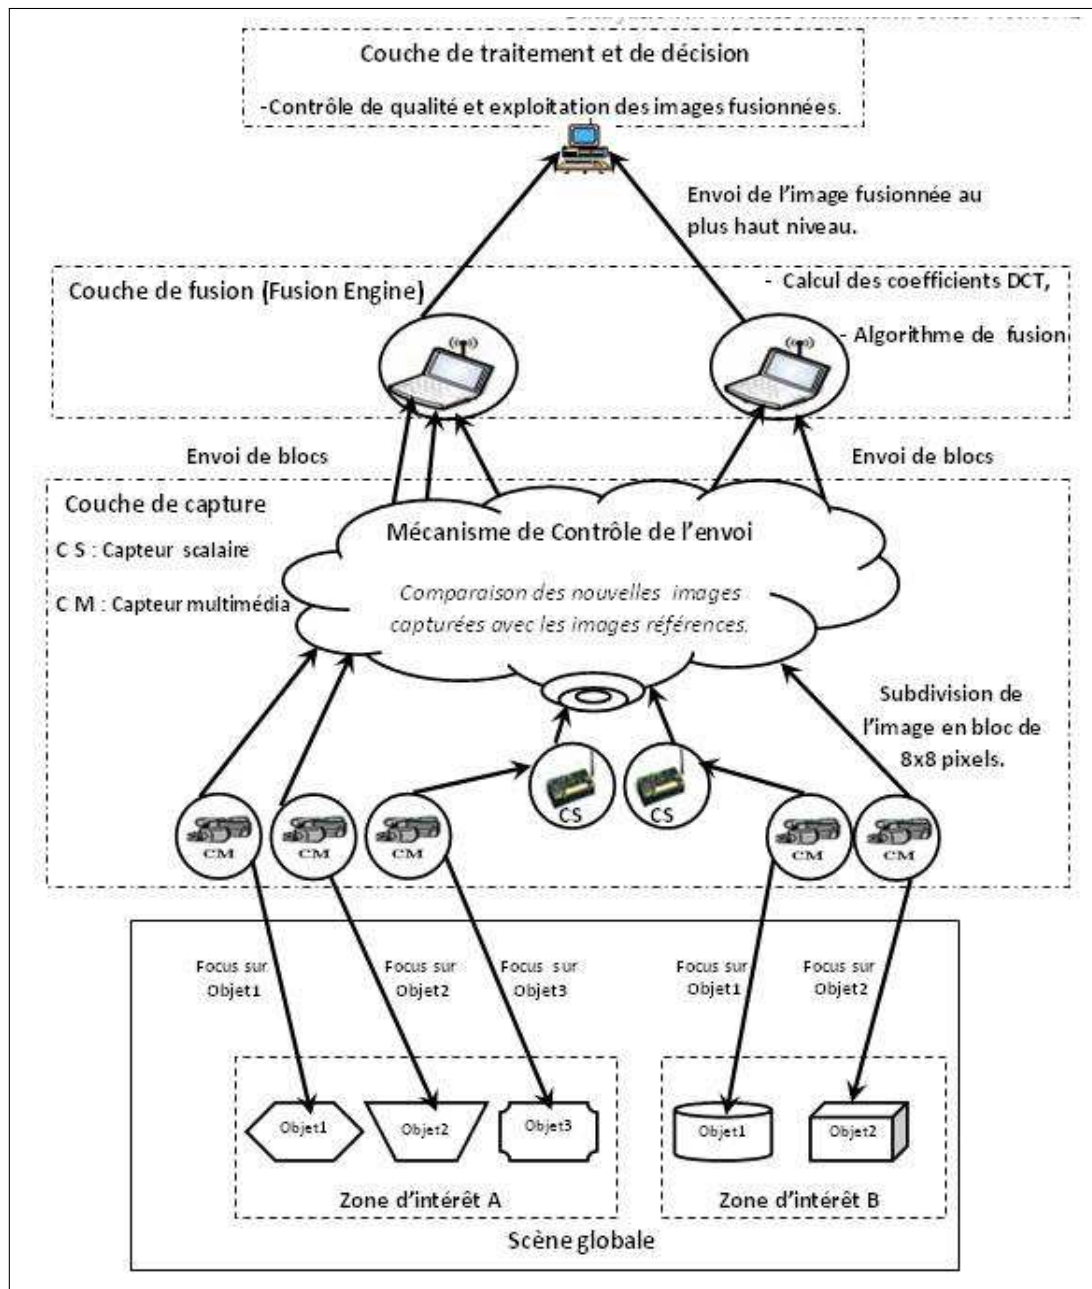 Couche de traitement et de décision
-Contrôle de qualité et exploitation des images fusionnées.
Envoi de l'image fusionnée au
plus haut niveau.
Couche de fusion (Fusion Engine)
- Calcul des coefficients DCT,
- Algorithme de fusion
Envoi de blocs
Envoi de blocs
Couche de capture
C S : Capteur scalaire
C M : Capteur multimédia
Mécanisme de Contrôle de l'envoi
Comparaison des nouvelles images
capturées avec les images références.
Subdivision de
l'image en bloc de
8x8 pixels.
CS
CS
CM
CM
CM
CM
CM
Focus sur
Objet1
Focus sur
Objet2
Focus sur
Objet3
Focus sur
Objet1
Focus sur
Objet2
Objet1
Objet2
Objet3
Objet1
Objet2
Zone d'intérêt A
Zone d'intérêt B
Scène globale